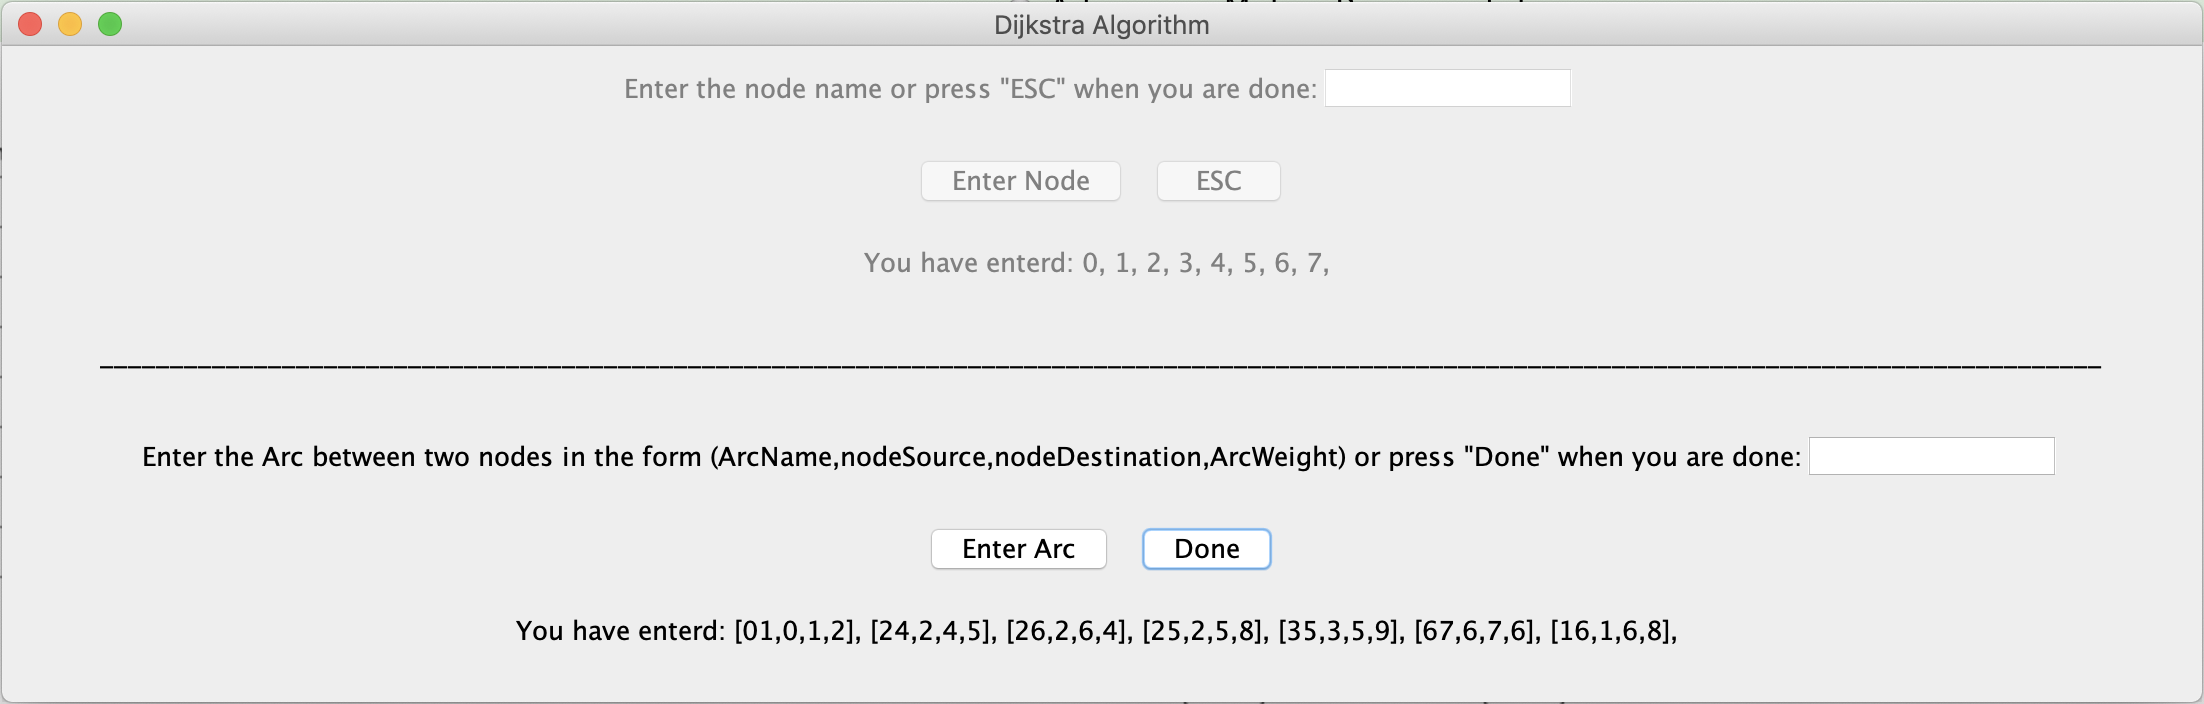 Dijkstra Algorithm
Enter the node name or press "ESC" when you are done:
Enter Node ESC
You have enterd: 0, 1, 2, 3, 4, 5, 6, 7,
Enter the Arc between two nodes in the form (ArcName,nodeSource,nodeDestination,ArcWeight) or press "Done" when you are done:
Enter Arc Done
You have enterd: [01,0,1,2], [24,2,4,5], [26,2,6,4], [25,2,5,8], [35,3,5,9], [67,6,7,6], [16,1,6,8],